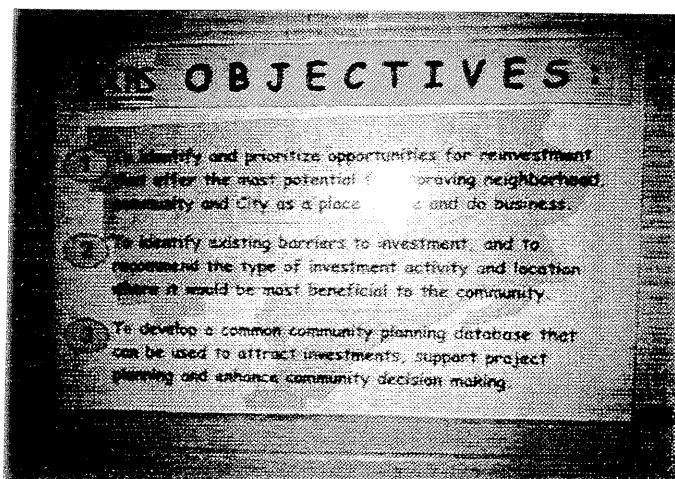 OBJECTIVES:
1 To identify and prioritize opportunities for reinvestment
that offer the most potential improving neighborhood,
community and City as a place and do business.
2 To identify existing barriers to investment, and to
recommend the type of investment activity and location
where it would be most beneficial to the community.
3 To develop a common community planning database that
can be used to attract investments, support project
planning and enhance community decision making.